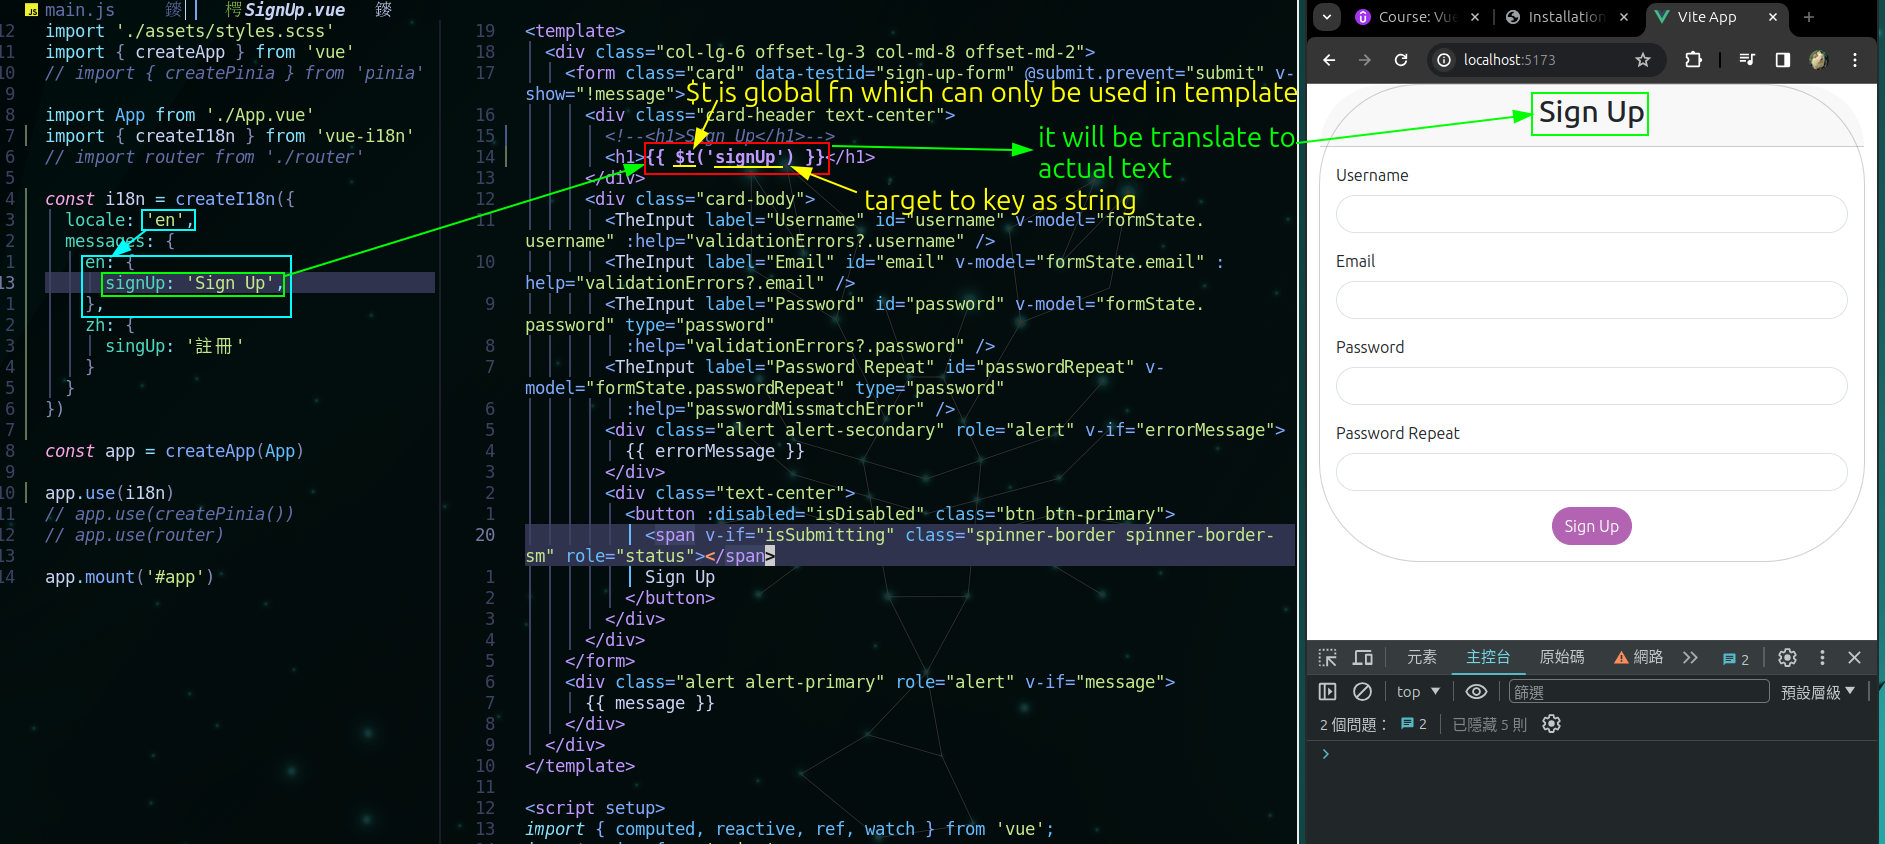 main.js
SignUp.vue
12 import './assets/styles.scss'
11 import { createApp } from 'vue'
10 // import { createPinia } from 'pinia'
9
8 import App from './App.vue'
7 import { createI18n } from 'vue-i18n'
6 // import router from './router'
5
4 const i18n = createI18n({
3 locale: 'en',
2 messages: {
1 en: {
13 signUp: 'Sign Up',
1 },
2 zh: {
3 singUp: '註冊'
4 }
5 }
6 })
7
8 const app = createApp(App)
9
10 app.use(i18n)
11 // app.use(createPinia())
12 // app.use(router)
13
14 app.mount('#app')
19 <template>
18 <div class="col-lg-6 offset-lg-3 col-md-8 offset-md-2">
17 <form class="card" data-testid="sign-up-form" @submit.prevent="submit" v-
show="!message">
$t is global fn which can only be used in template
16 <div class="card-header text-center">
15 <!--<h1>Sign Up</h1>-->
14 <h1>{{ $t('signUp') }}</h1>
it will be translate to
actual text
13 </div>
target to key as string
12 <div class="card-body">
11 <TheInput label="Username" id="username" v-model="formState.
username" :help="validationErrors?.username" />
10 <TheInput label="Email" id="email" v-model="formState.email" :
help="validationErrors?.email" />
9 <TheInput label="Password" id="password" v-model="formState.
password" type="password"
8 :help="validationErrors?.password" />
7 <TheInput label="Password Repeat" id="passwordRepeat" v-
model="formState.passwordRepeat" type="password"
6 :help="passwordMissmatchError" />
5 <div class="alert alert-secondary" role="alert" v-if="errorMessage">
4 {{ errorMessage }}
3 </div>
2 <div class="text-center">
1 <button :disabled="isDisabled" class="btn btn-primary">
20 <span v-if="isSubmitting" class="spinner-border spinner-border-
sm" role="status"></span>
1 Sign Up
2 </button>
3 </div>
4 </div>
5 </form>
6 <div class="alert alert-primary" role="alert" v-if="message">
7 {{ message }}
8 </div>
9 </div>
10 </template>
11
12 <script setup>
13 import { computed, reactive, ref, watch } from 'vue';
Course: Vue
Installation
Vite App
localhost:5173
Sign Up
Username
Email
Password
Password Repeat
Sign Up
元素 主控台 原始碼 網路 2
top 篩選 預設層級
2 個問題： 2 已隱藏 5 則